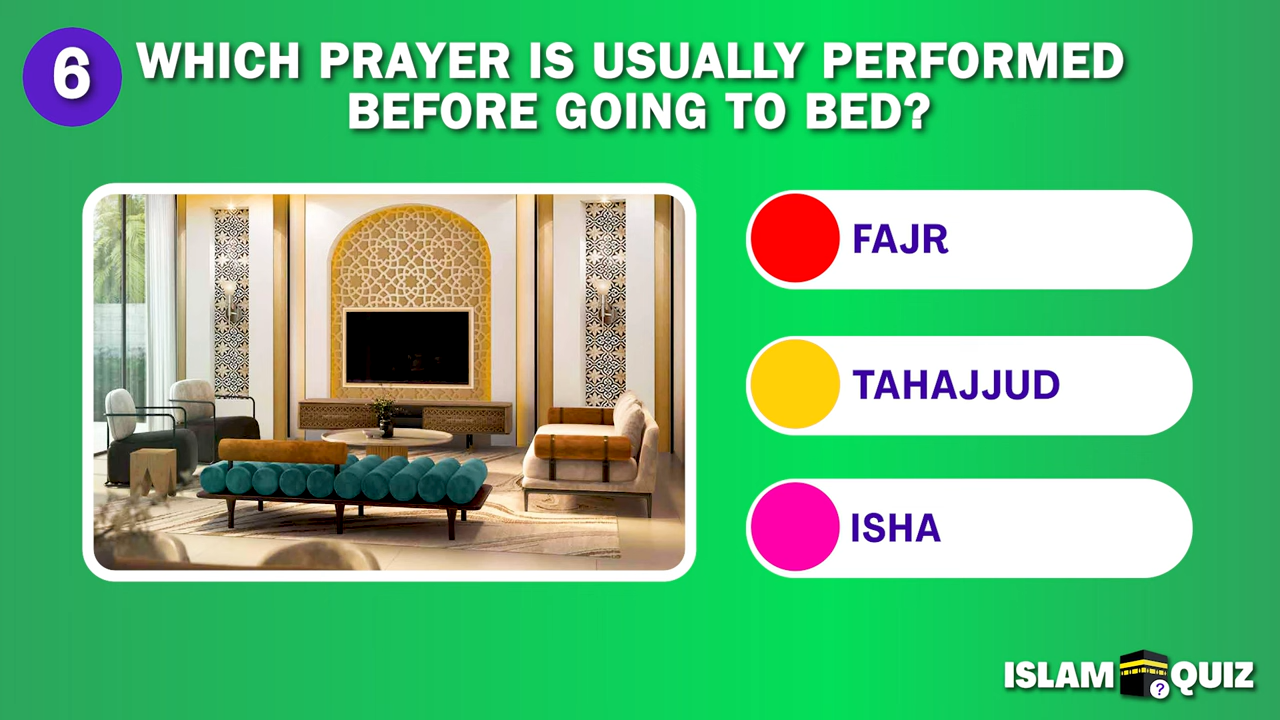 6
WHICH PRAYER IS USUALLY PERFORMED
BEFORE GOING TO BED?
FAJR
TAHAJJUD
ISHA
ISLAM ? QUIZ